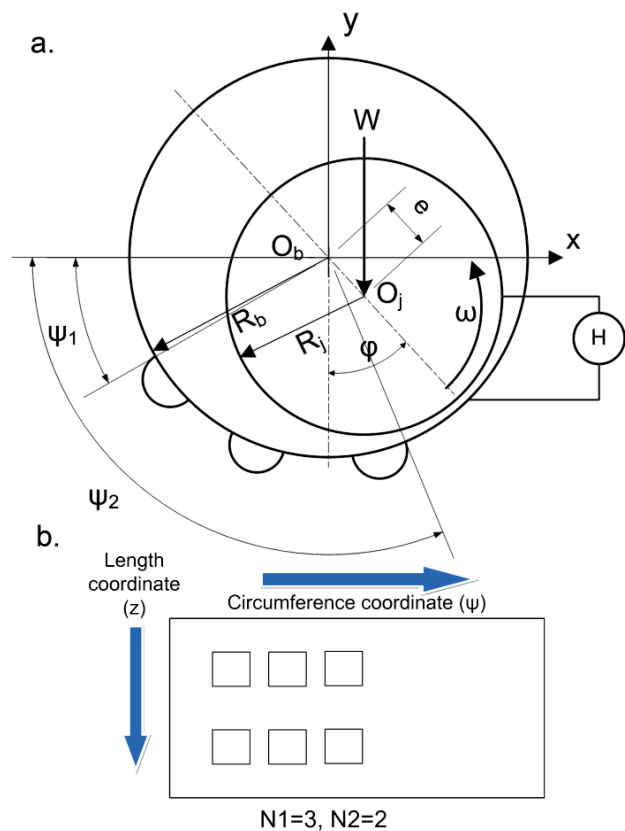 a.
y
W
e
x
O_b
O_j
ω
H
R_b
R_j
φ
ψ₁
ψ₂
b.
Length
coordinate
(z)
Circumference coordinate (ψ)
N1=3, N2=2